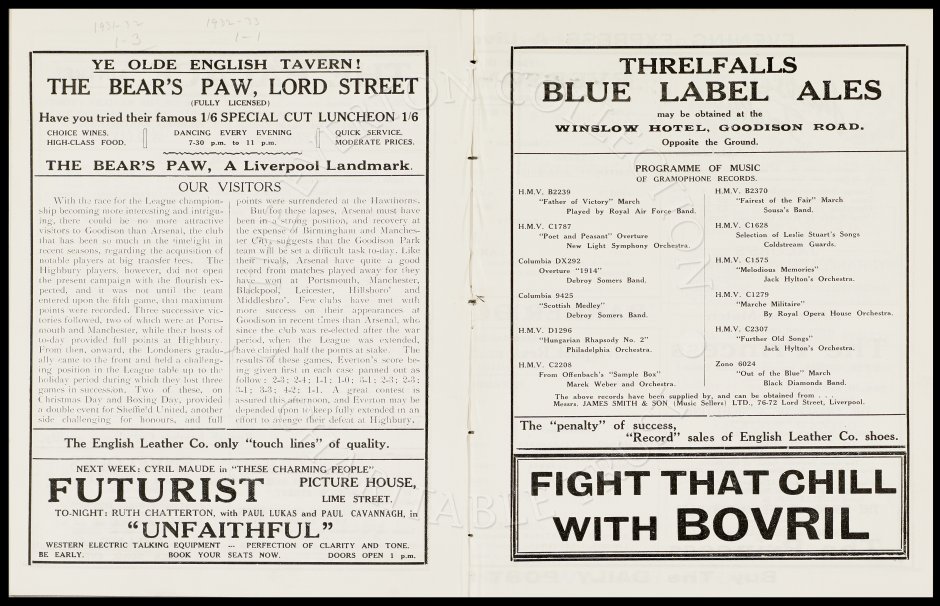 1931-32
1-3
1932-33
1-1
YE OLDE ENGLISH TAVERN!
THE BEAR'S PAW, LORD STREET
(FULLY LICENSED)
Have you tried their famous 1/6 SPECIAL CUT LUNCHEON 1/6
CHOICE WINES.
HIGH-CLASS FOOD.
DANCING EVERY EVENING
7-30 p.m. to 11 p.m.
QUICK SERVICE.
MODERATE PRICES.
THE BEAR'S PAW, A Liverpool Landmark.
OUR VISITORS
With the race for the League champion-
ship becoming more interesting and intrigu-
ing, there could be no more attractive
visitors to Goodison than Arsenal, the club
that has been so much in the limelight in
recent seasons, regarding the acquisition of
notable players at big transfer fees. The
Highbury players, however, did not open
the present campaign with the flourish ex-
pected, and it was not until the team
entered upon the fifth game, that maximum
points were recorded. Three successive vic-
tories followed, two of which were at Ports-
mouth and Manchester, while their hosts of
to-day provided full points at Highbury.
From then, onward, the Londoners gradu-
ally came to the front and held a challeng-
ing position in the League table up to the
holiday period during which they lost three
games in succession. Two of these, on
Christmas Day and Boxing Day, provided
a double event for Sheffield United, another
side challenging for honours, and full
points were surrendered at the Hawthorns.
But for these lapses, Arsenal must have
been in a strong position, and recovery at
the expense of Birmingham and Manches-
ter City suggests that the Goodison Park
team will be set a difficult task to-day. Like
their rivals, Arsenal have quite a good
record from matches played away for they
have won at Portsmouth, Manchester,
Blackpool, Leicester, Hillsboro' and
Middlesbro'. Few clubs have met with
more success on their appearances at
Goodison in recent times than Arsenal, who
since the club was re-elected after the war
period, when the League was extended,
have claimed half the points at stake. The
results of these games, Everton's score be-
ing given first in each case panned out as
follow: 2-3; 2-4; 1-1; 1-0; 3-1; 2-3; 2-3;
3-1; 3-3; 4-2; 1-1. A great contest is
assured this afternoon, and Everton may be
depended upon to keep fully extended in an
effort to avenge their defeat at Highbury.
The English Leather Co. only "touch lines" of quality.
NEXT WEEK: CYRIL MAUDE in "THESE CHARMING PEOPLE"
FUTURIST PICTURE HOUSE,
LIME STREET.
TO-NIGHT: RUTH CHATTERTON, with PAUL LUKAS and PAUL CAVANNAGH, in
"UNFAITHFUL"
WESTERN ELECTRIC TALKING EQUIPMENT — PERFECTION OF CLARITY AND TONE.
BE EARLY. BOOK YOUR SEATS NOW. DOORS OPEN 1 p.m.
THRELFALLS
BLUE LABEL ALES
may be obtained at the
WINSLOW HOTEL, GOODISON ROAD.
Opposite the Ground.
PROGRAMME OF MUSIC
OF GRAMOPHONE RECORDS.
H.M.V. B2239
"Father of Victory" March
Played by Royal Air Force Band.
H.M.V. C1787
"Poet and Peasant" Overture
New Light Symphony Orchestra.
Columbia DX292
Overture "1914"
Debroy Somers Band.
Columbia 9425
"Scottish Medley"
Debroy Somers Band.
H.M.V. D1296
"Hungarian Rhapsody No. 2"
Philadelphia Orchestra.
H.M.V. C2208
From Offenbach's "Sample Box"
Marek Weber and Orchestra.
H.M.V. B2370
"Fairest of the Fair" March
Sousa's Band.
H.M.V. C1628
Selection of Leslie Stuart's Songs
Coldstream Guards.
H.M.V. C1575
"Melodious Memories"
Jack Hylton's Orchestra.
H.M.V. C1279
"Marche Militaire"
By Royal Opera House Orchestra.
H.M.V. C2307
"Further Old Songs"
Jack Hylton's Orchestra.
Zono 6024
"Out of the Blue" March
Black Diamonds Band.
The above records have been supplied by, and can be obtained from . . .
Messrs. JAMES SMITH & SON (Music Sellers) LTD., 76-72 Lord Street, Liverpool.
The "penalty" of success,
"Record" sales of English Leather Co. shoes.
FIGHT THAT CHILL
WITH BOVRIL